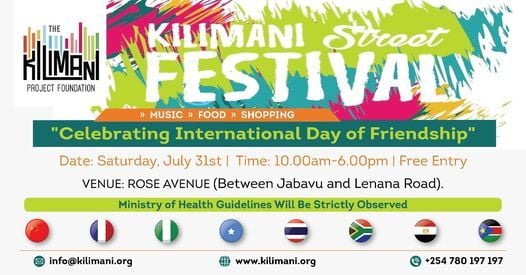 THE
KILIMANI
PROJECT FOUNDATION
KILIMANI Street
FESTIVAL
» MUSIC » FOOD » SHOPPING
"Celebrating International Day of Friendship"
Date: Saturday, July 31st | Time: 10.00am-6.00pm | Free Entry
VENUE: ROSE AVENUE (Between Jabavu and Lenana Road).
Ministry of Health Guidelines Will Be Strictly Observed
info@kilimani.org
www.kilimani.org
+254 780 197 197